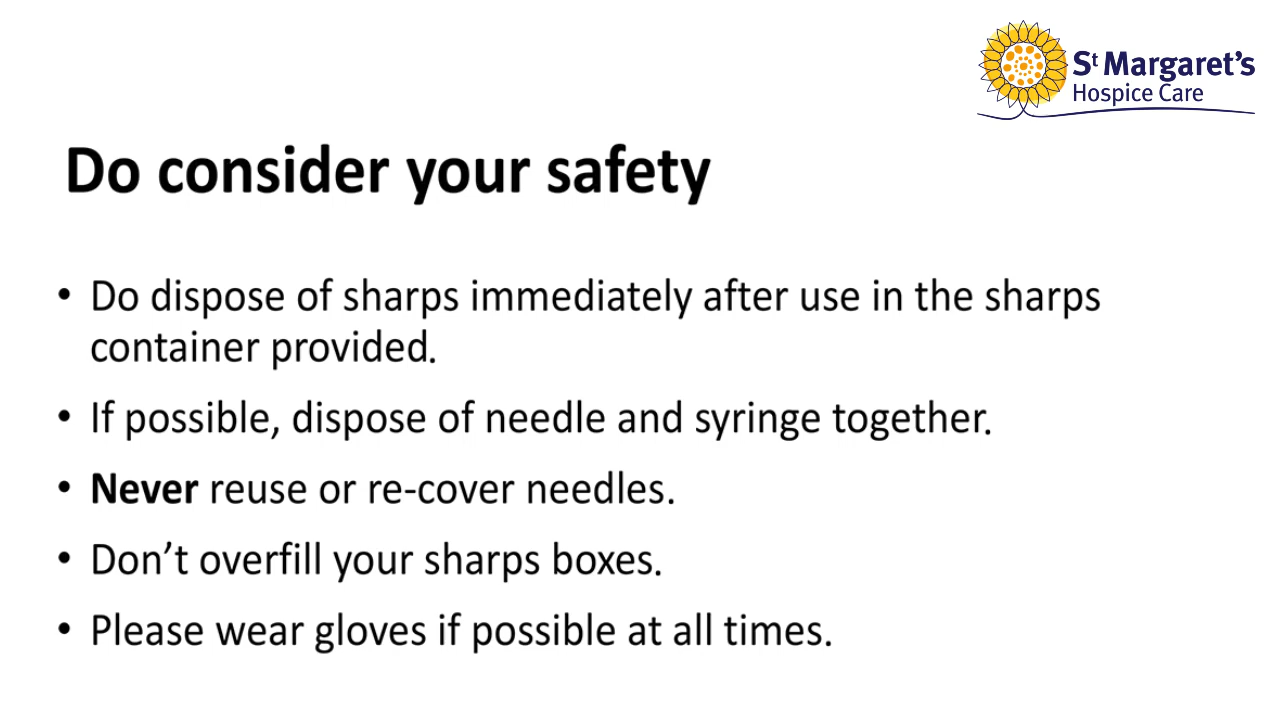 St Margaret's
Hospice Care
Do consider your safety
• Do dispose of sharps immediately after use in the sharps
container provided.
• If possible, dispose of needle and syringe together.
• Never reuse or re-cover needles.
• Don’t overfill your sharps boxes.
• Please wear gloves if possible at all times.